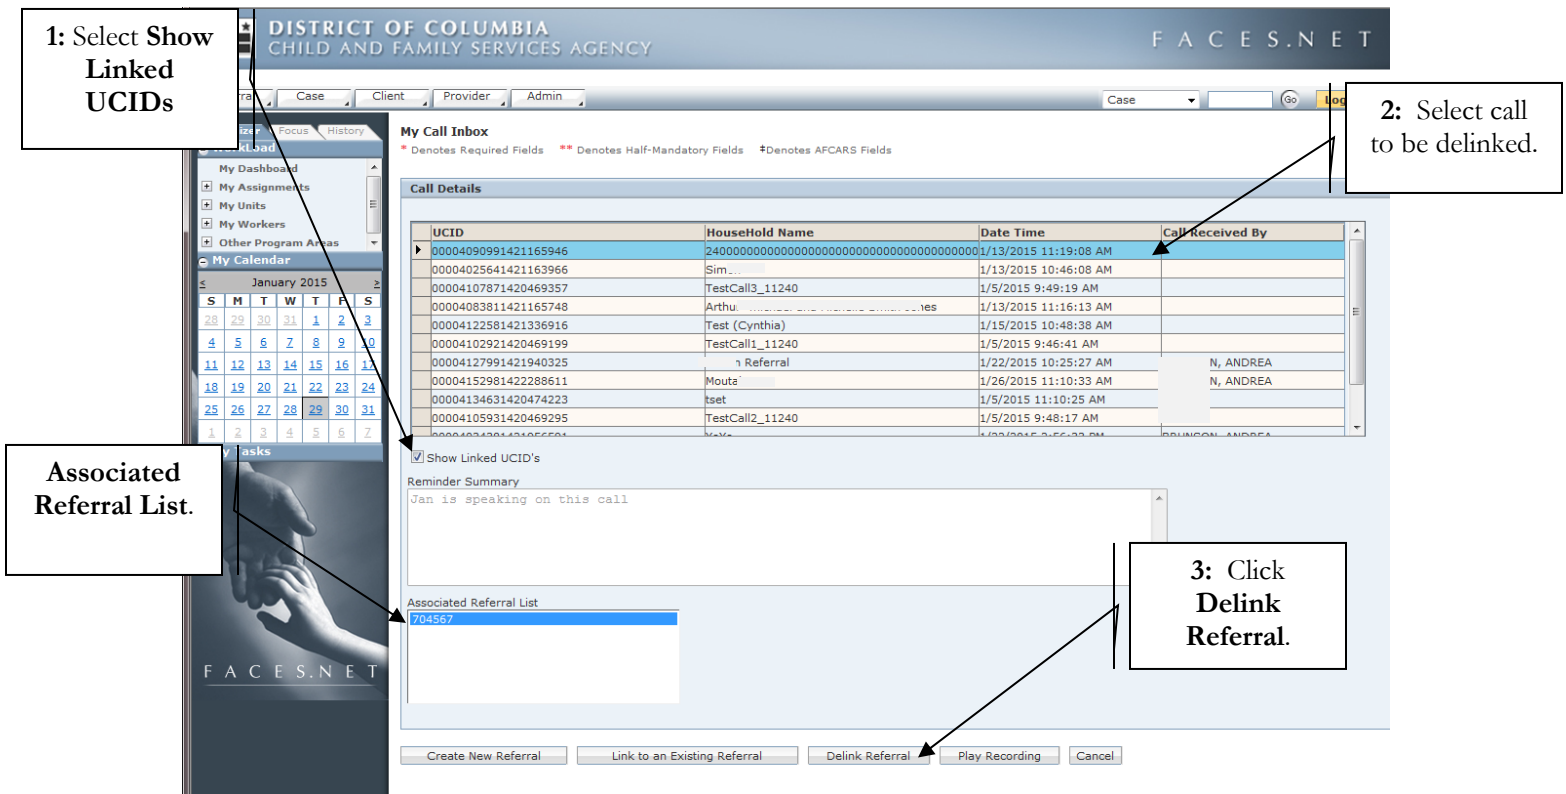 1: Select Show
Linked
UCIDs
DISTRICT OF COLUMBIA
CHILD AND FAMILY SERVICES AGENCY
FACES.NET
Case
Client
Provider
Admin
Case
Go
2: Select call
to be delinked.
Focus
History
My Dashboard
My Assignments
My Units
My Workers
Other Program Areas
My Calendar
< January 2015 >
S M T W T F S
28 29 30 31 1 2 3
4 5 6 7 8 9 10
11 12 13 14 15 16 17
18 19 20 21 22 23 24
25 26 27 28 29 30 31
1 2 3 4 5 6 7
Associated
Referral List.
FACES.NET
My Call Inbox
* Denotes Required Fields ** Denotes Half-Mandatory Fields ‡Denotes AFCARS Fields
Call Details
UCID HouseHold Name Date Time Call Received By
00004090991421165946 1/13/2015 11:19:08 AM
00004025641421163966 1/13/2015 10:46:08 AM
00004107871420469357 TestCall3_11240 1/5/2015 9:49:19 AM
00004083811421165748 1/13/2015 11:16:13 AM
00004122581421336916 Test (Cynthia) 1/15/2015 10:48:38 AM
00004102921420469199 TestCall1_11240 1/5/2015 9:46:41 AM
00004127991421940325 Referral 1/22/2015 10:25:27 AM N, ANDREA
00004152981422288611 Mouta 1/26/2015 11:10:33 AM N, ANDREA
00004134631420474223 tset 1/5/2015 11:10:25 AM
00004105931420469295 TestCall2_11240 1/5/2015 9:48:17 AM
Show Linked UCID's
Reminder Summary
Jan is speaking on this call
Associated Referral List
704567
3: Click
Delink
Referral.
Create New Referral
Link to an Existing Referral
Delink Referral
Play Recording
Cancel